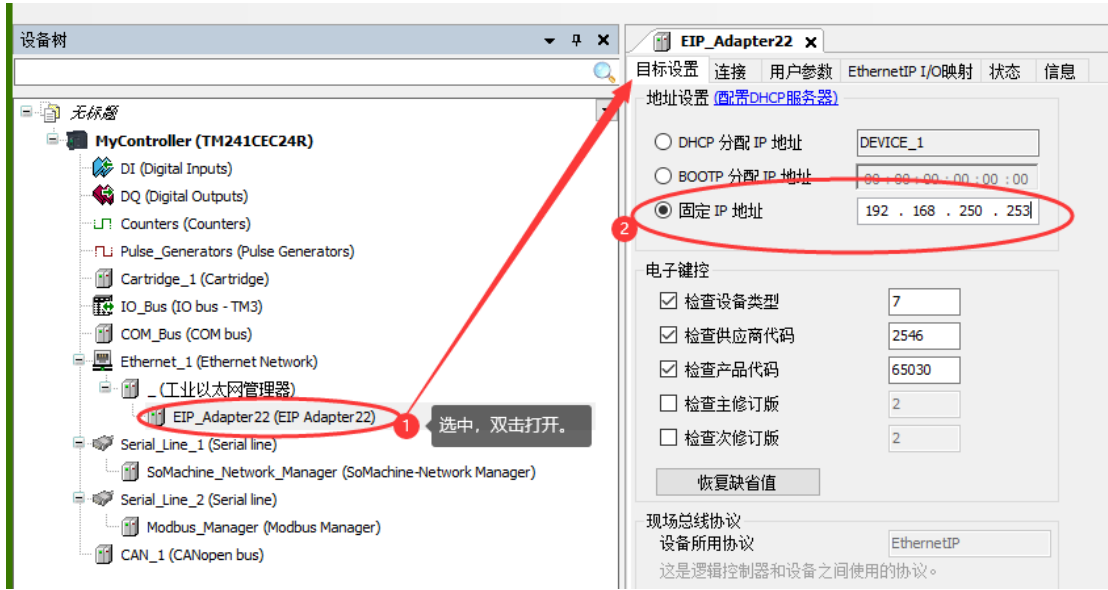 设备树
无标题
MyController (TM241CEC24R)
DI (Digital Inputs)
DQ (Digital Outputs)
Counters (Counters)
Pulse_Generators (Pulse Generators)
Cartridge_1 (Cartridge)
IO_Bus (IO bus - TM3)
COM_Bus (COM bus)
Ethernet_1 (Ethernet Network)
_ (工业以太网管理器)
EIP_Adapter22 (EIP Adapter22)
1 选中，双击打开。
Serial_Line_1 (Serial line)
SoMachine_Network_Manager (SoMachine-Network Manager)
Serial_Line_2 (Serial line)
Modbus_Manager (Modbus Manager)
CAN_1 (CANopen bus)
EIP_Adapter22 X
目标设置 连接 用户参数 EthernetIP I/O映射 状态 信息
地址设置 (配置DHCP服务器)
DHCP 分配 IP 地址 DEVICE_1
BOOTP 分配 IP 地址 00 : 00 : 00 : 00 : 00 : 00
固定 IP 地址 192 . 168 . 250 . 253
2
电子键控
检查设备类型 7
检查供应商代码 2546
检查产品代码 65030
检查主修订版 2
检查次修订版 2
恢复缺省值
现场总线协议
设备所用协议 EthernetIP
这是逻辑控制器和设备之间使用的协议。